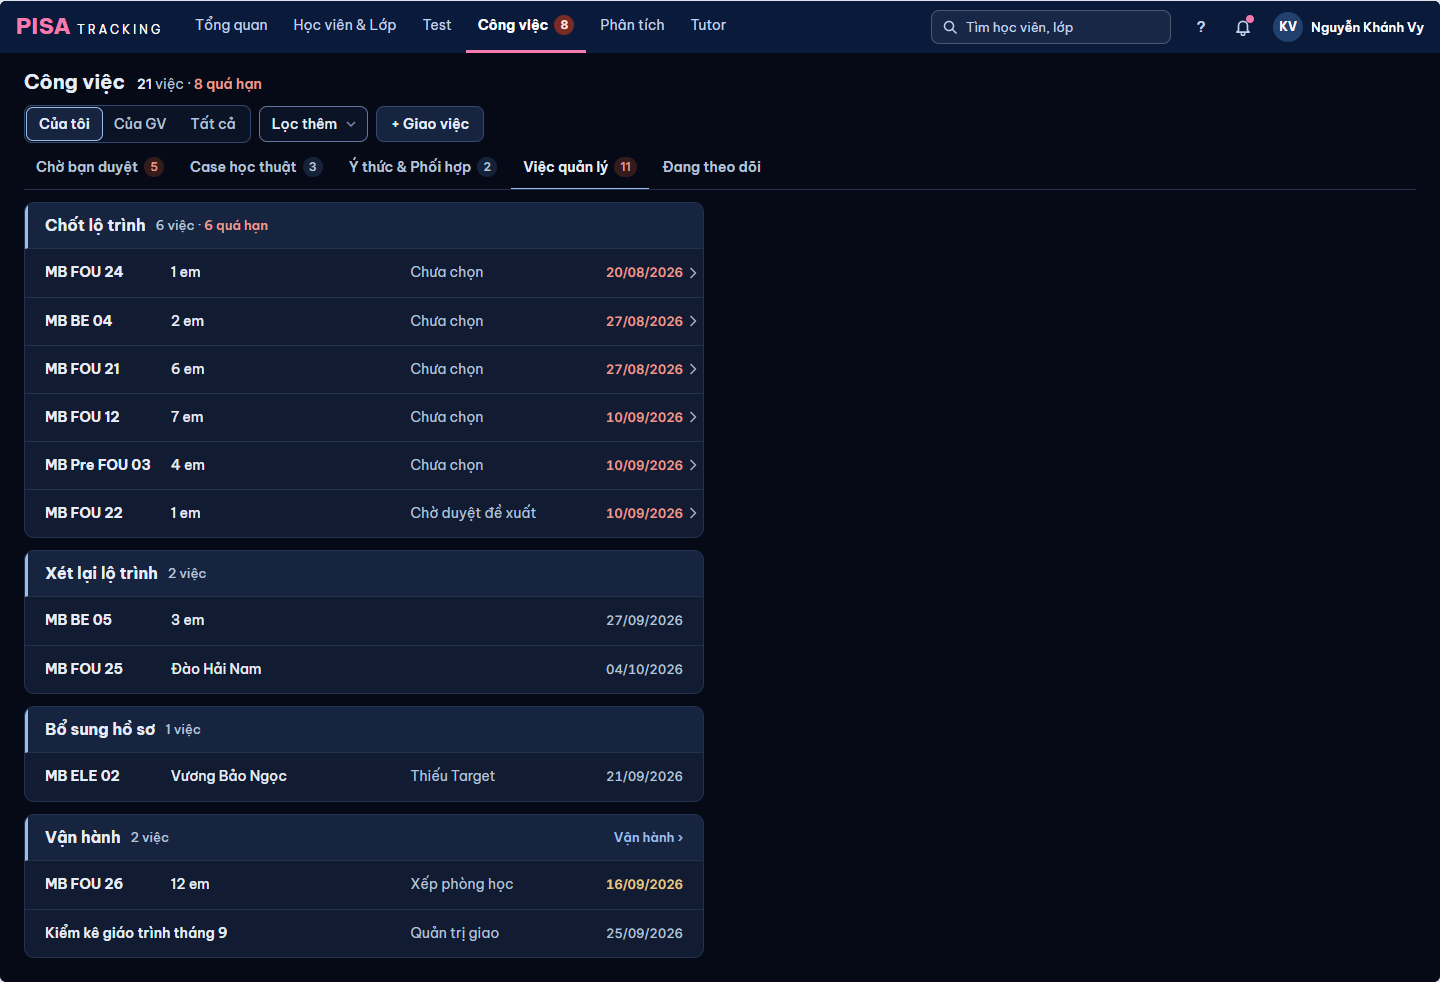 PISA TRACKING Tổng quan Học viên & Lớp Test Công việc 8 Phân tích Tutor Tìm học viên, lớp ? KV Nguyễn Khánh Vy
Công việc 21 việc · 8 quá hạn
Của tôi Của GV Tất cả Lọc thêm + Giao việc
Chờ bạn duyệt 5 Case học thuật 3 Ý thức & Phối hợp 2 Việc quản lý 11 Đang theo dõi
Chốt lộ trình 6 việc · 6 quá hạn
MB FOU 24 1 em Chưa chọn 20/08/2026
MB BE 04 2 em Chưa chọn 27/08/2026
MB FOU 21 6 em Chưa chọn 27/08/2026
MB FOU 12 7 em Chưa chọn 10/09/2026
MB Pre FOU 03 4 em Chưa chọn 10/09/2026
MB FOU 22 1 em Chờ duyệt đề xuất 10/09/2026
Xét lại lộ trình 2 việc
MB BE 05 3 em 27/09/2026
MB FOU 25 Đào Hải Nam 04/10/2026
Bổ sung hồ sơ 1 việc
MB ELE 02 Vương Bảo Ngọc Thiếu Target 21/09/2026
Vận hành 2 việc Vận hành ›
MB FOU 26 12 em Xếp phòng học 16/09/2026
Kiểm kê giáo trình tháng 9 Quản trị giao 25/09/2026